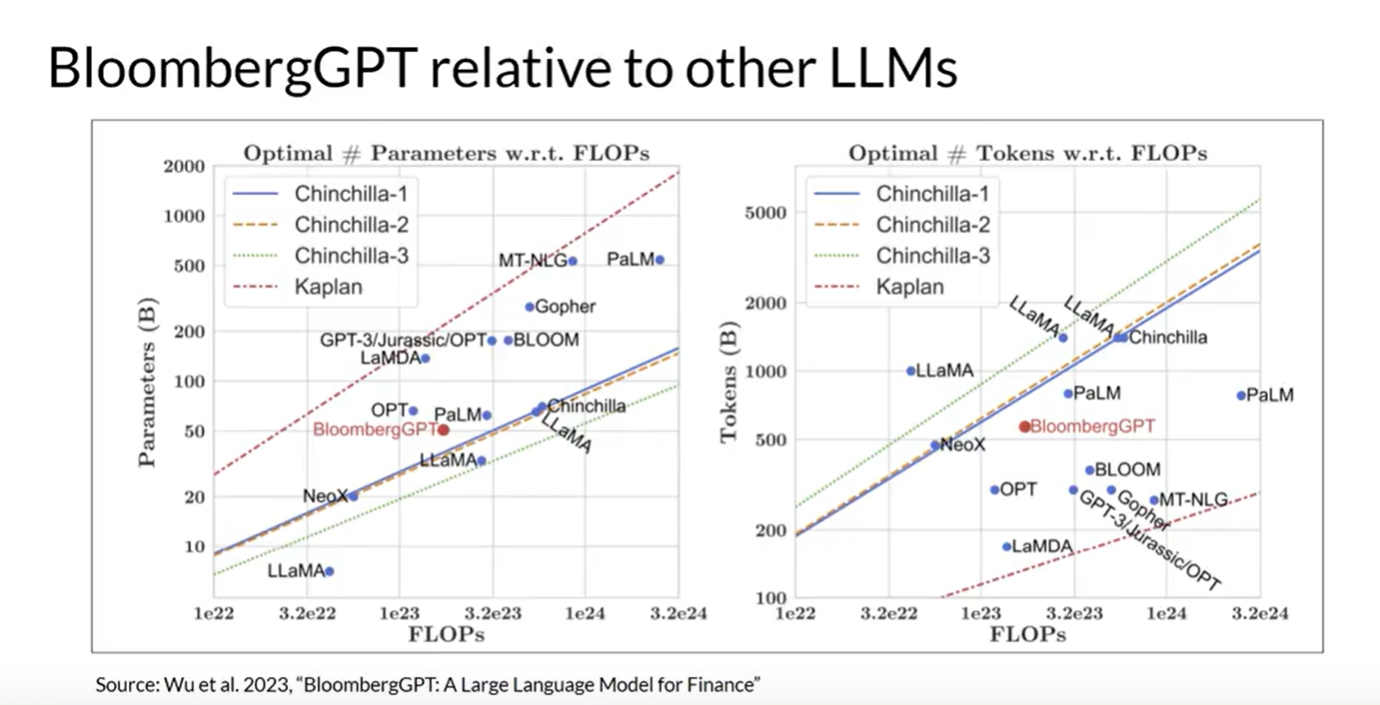 BloombergGPT relative to other LLMs
Optimal # Parameters w.r.t. FLOPs
Parameters (B)
2000
1000
500
200
100
50
20
10
Chinchilla-1
Chinchilla-2
Chinchilla-3
Kaplan
MT-NLG
PaLM
Gopher
GPT-3/Jurassic/OPT
BLOOM
LaMDA
OPT
PaLM
Chinchilla
BloombergGPT
LLaMA
LLaMA
NeoX
LLaMA
1e22 3.2e22 1e23 3.2e23 1e24 3.2e24
FLOPs
Optimal # Tokens w.r.t. FLOPs
Tokens (B)
5000
2000
1000
500
200
100
Chinchilla-1
Chinchilla-2
Chinchilla-3
Kaplan
LLaMA
LLaMA
Chinchilla
LLaMA
PaLM
PaLM
BloombergGPT
NeoX
BLOOM
OPT
GPT-3/Jurassic/OPT
Gopher
MT-NLG
LaMDA
1e22 3.2e22 1e23 3.2e23 1e24 3.2e24
FLOPs
Source: Wu et al. 2023, “BloombergGPT: A Large Language Model for Finance”